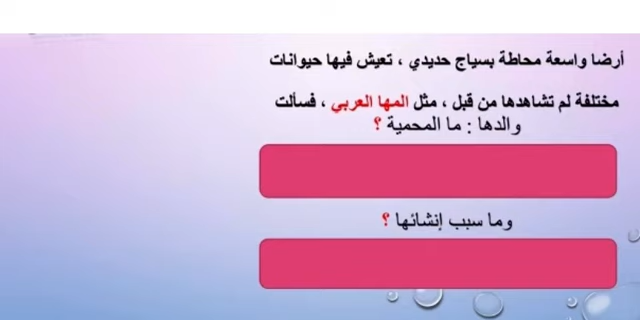 أرضا واسعة محاطة بسياج حديدي ، تعيش فيها حيوانات
مختلفة لم تشاهدها من قبل ، مثل المها العربي ، فسألت
والدها : ما المحمية ؟
وما سبب إنشائها ؟